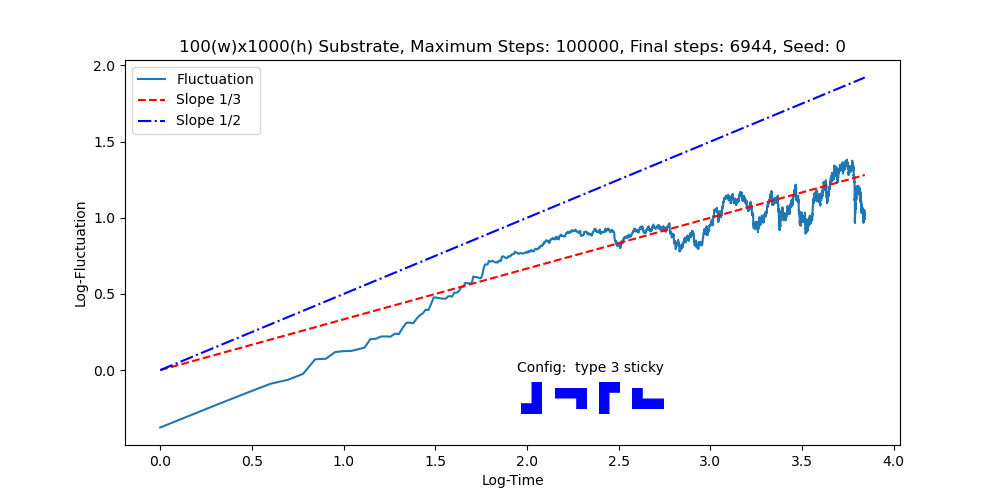 100(w)x1000(h) Substrate, Maximum Steps: 100000, Final steps: 6944, Seed: 0
Fluctuation
Slope 1/3
Slope 1/2
2.0
1.5
1.0
0.5
0.0
Log-Fluctuation
Config:  type 3 sticky
0.0 0.5 1.0 1.5 2.0 2.5 3.0 3.5 4.0
Log-Time